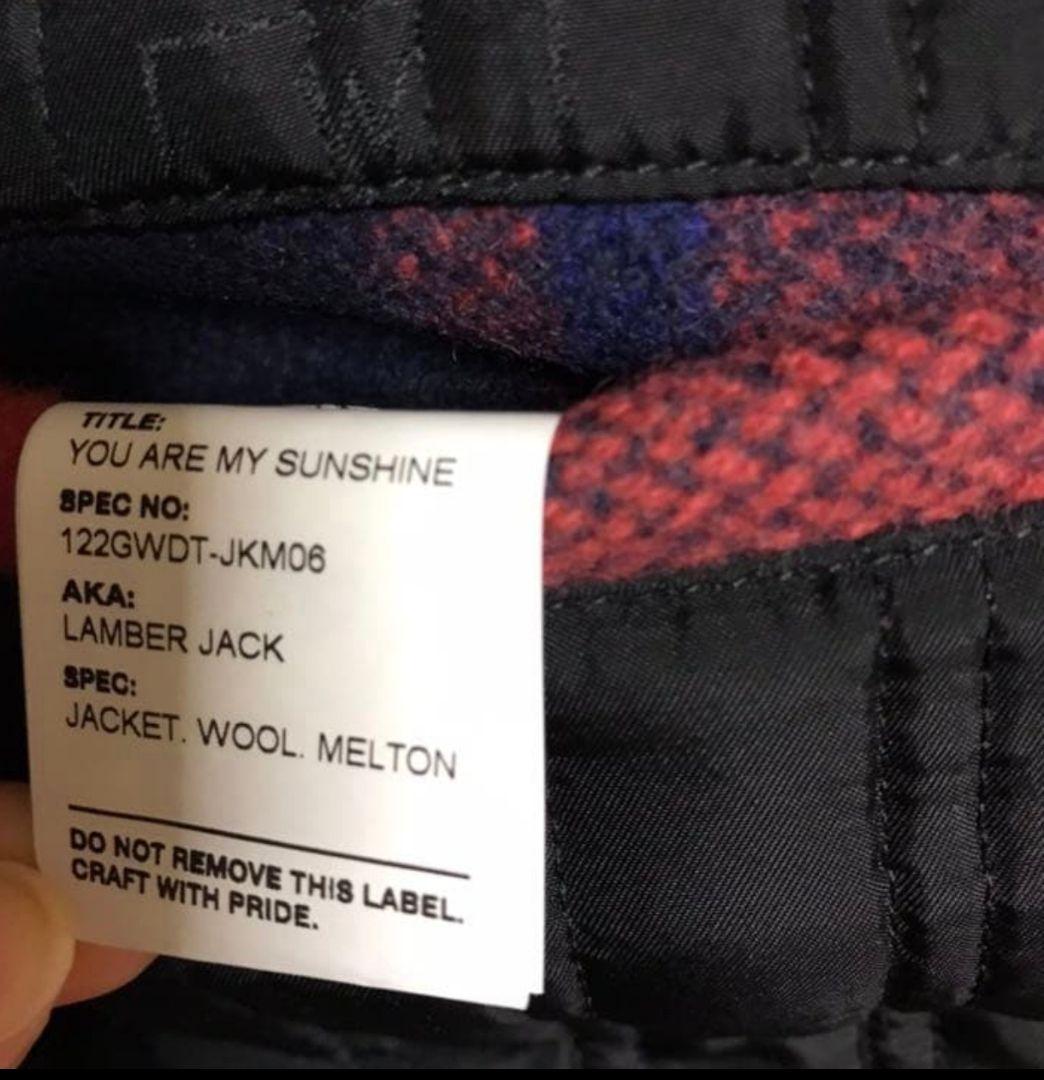 TITLE:
YOU ARE MY SUNSHINE
SPEC NO:
122GWDT-JKM06
AKA:
LAMBER JACK
SPEC:
JACKET. WOOL. MELTON
DO NOT REMOVE THIS LABEL.
CRAFT WITH PRIDE.